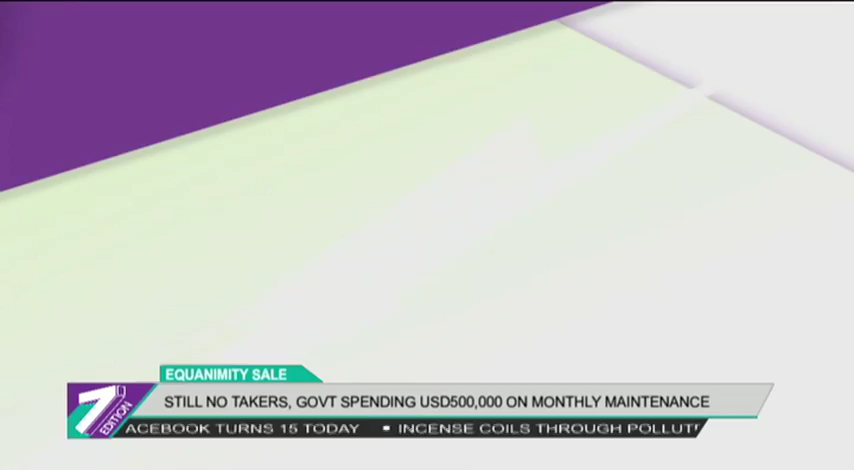 EQUANIMITY SALE
STILL NO TAKERS, GOVT SPENDING USD500,000 ON MONTHLY MAINTENANCE
7
EDITION
ACEBOOK TURNS 15 TODAY • INCENSE COILS THROUGH